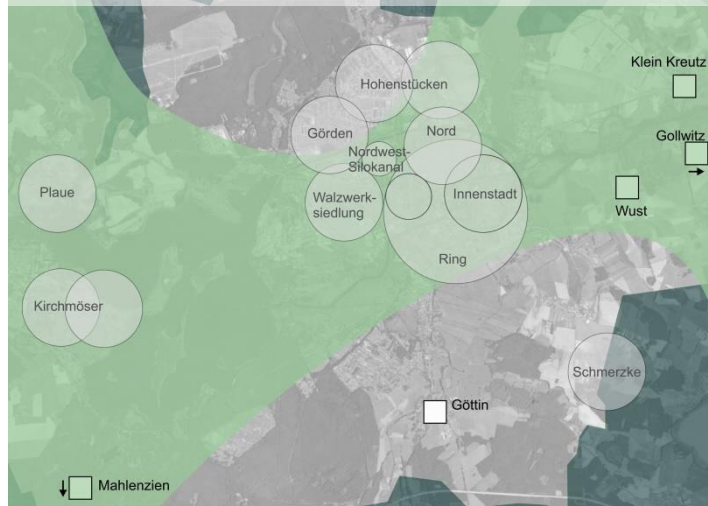 Klein Kreutz
Hohenstücken
Görden
Nord
Gollwitz
Nordwest-
Silokanal
Plaue
Walzwerk-
siedlung
Innenstadt
Wust
Ring
Kirchmöser
Schmerzke
Göttin
Mahlenzien